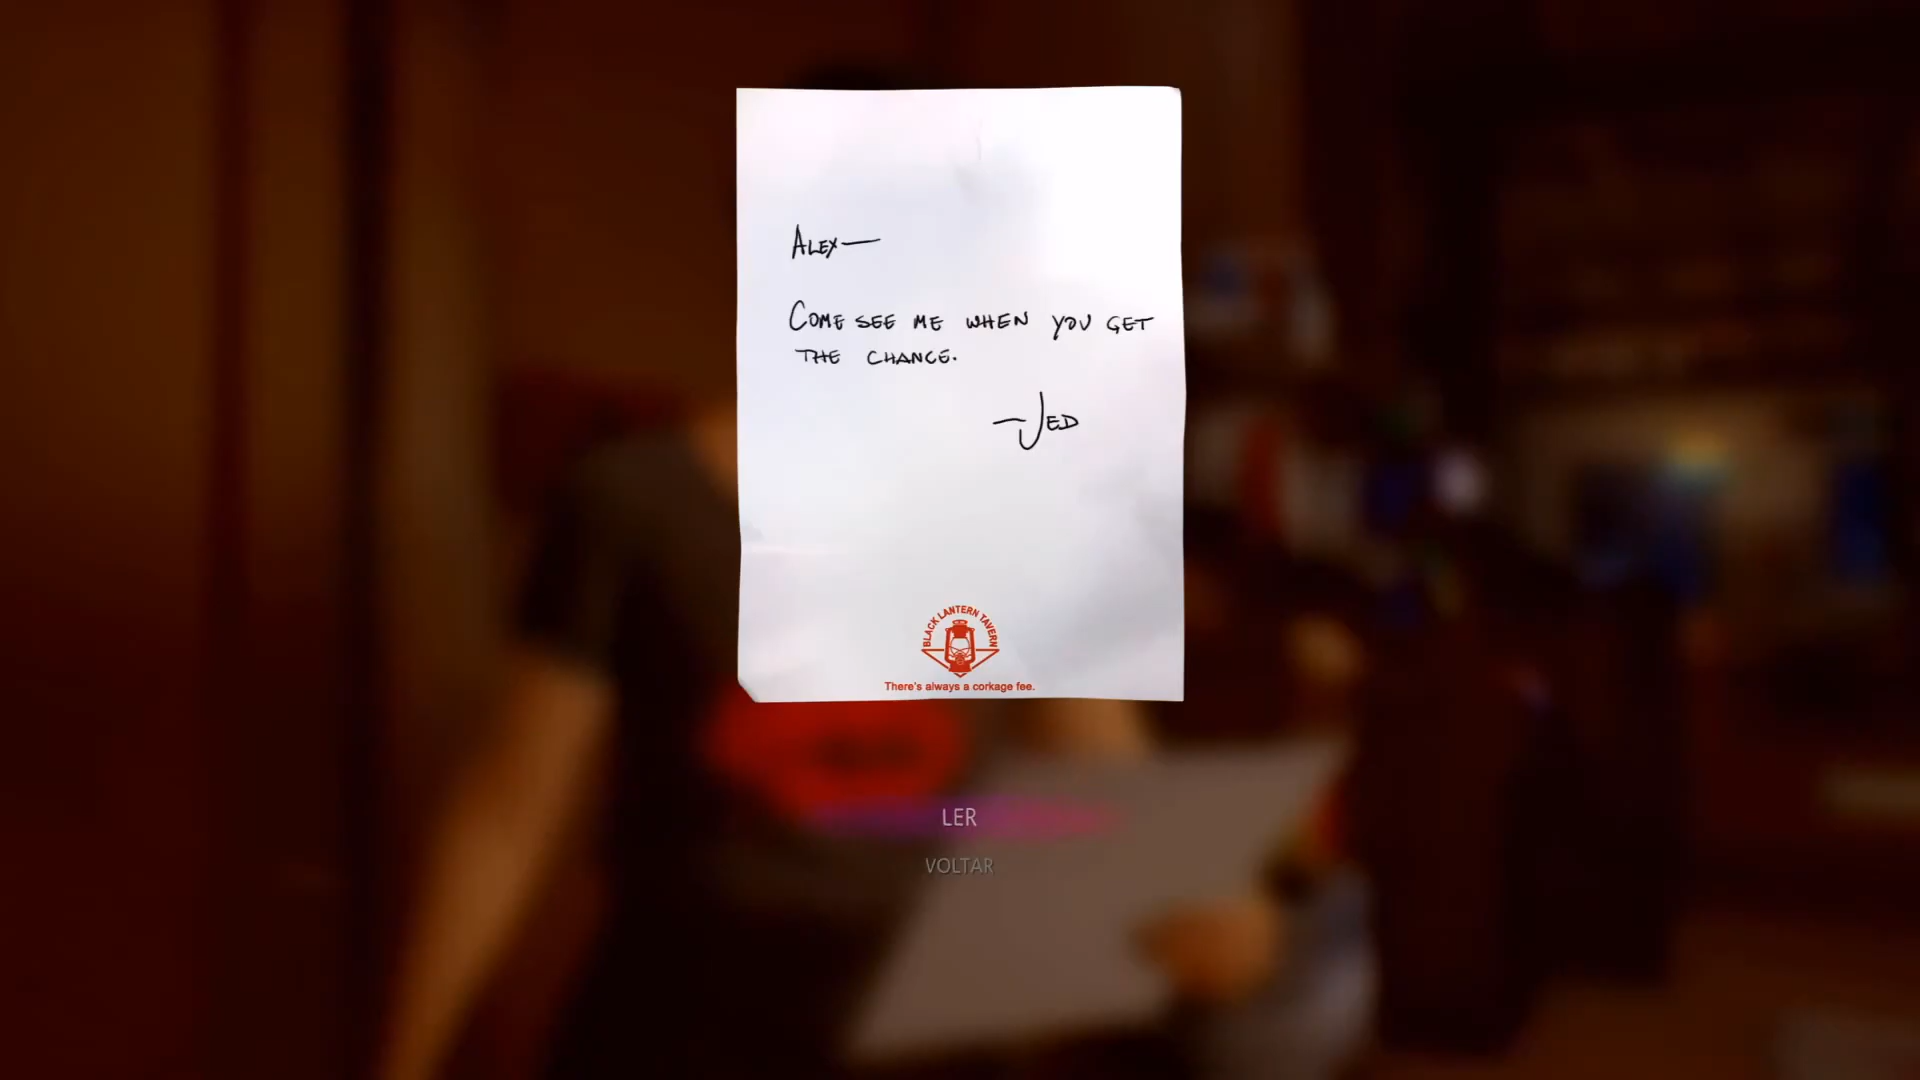 ALEX—
COME SEE ME WHEN YOU GET
THE CHANCE.
—JED
BLACK LANTERN TAVERN
There's always a corkage fee.
LER
VOLTAR